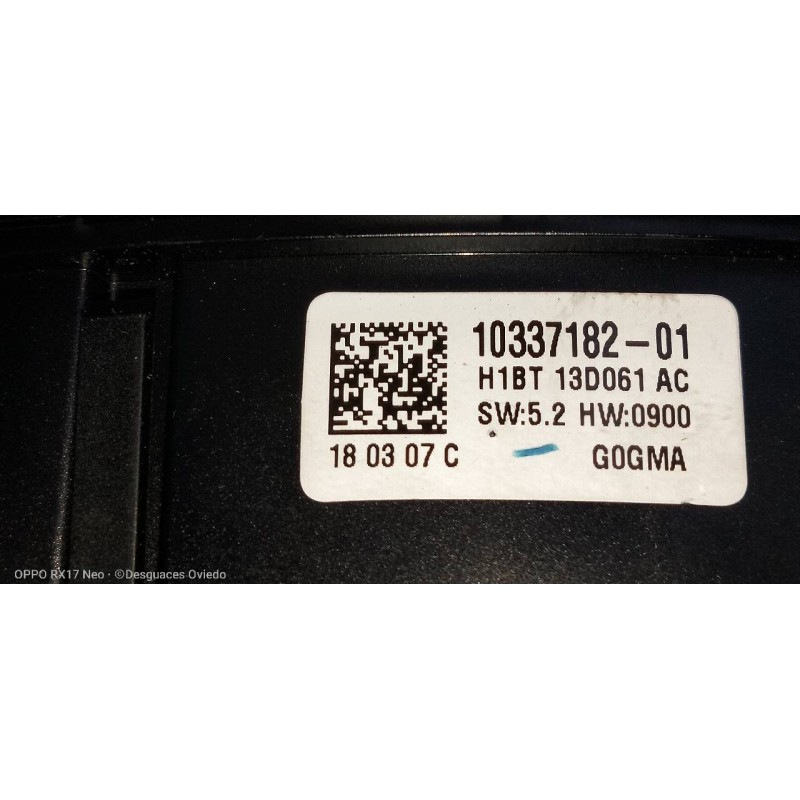 10337182-01
H1BT 13D061 AC
SW:5.2 HW:0900
18 03 07 C
G0GMA
OPPO RX17 Neo · ©Desguaces Oviedo